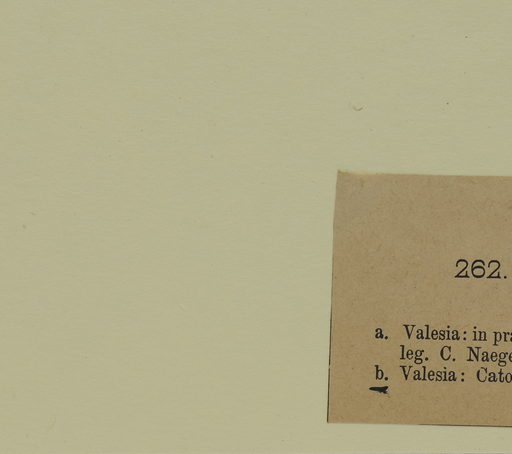 262.
a. Valesia: in pra
leg. C. Naege
b. Valesia: Cato